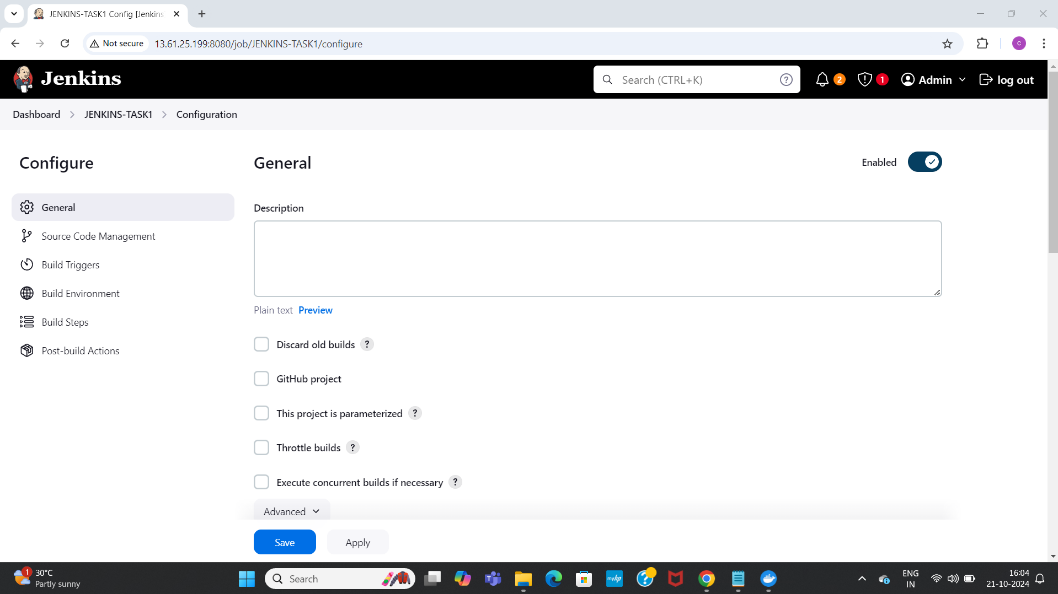 JENKINS-TASK1 Config [Jenkins
Not secure 13.61.25.199:8080/job/JENKINS-TASK1/configure C
Jenkins Search (CTRL+K) ? 2 1 Admin log out
Dashboard > JENKINS-TASK1 > Configuration
Configure
General
Source Code Management
Build Triggers
Build Environment
Build Steps
Post-build Actions
General Enabled
Description
Plain text Preview
Discard old builds ?
GitHub project
This project is parameterized ?
Throttle builds ?
Execute concurrent builds if necessary ?
Advanced
Save Apply
1 30°C
Partly sunny
Search
ENG
IN
16:04
21-10-2024